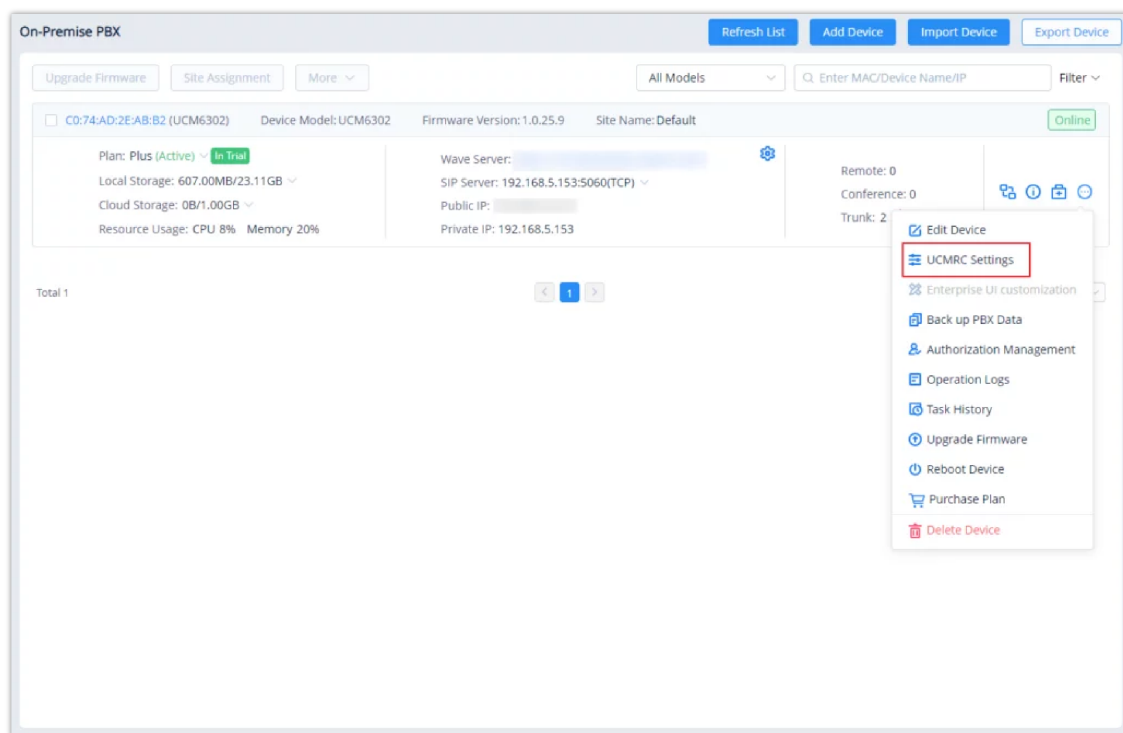 On-Premise PBX
Refresh List
Add Device
Import Device
Export Device
Upgrade Firmware
Site Assignment
More
All Models
Enter MAC/Device Name/IP
Filter
C0:74:AD:2E:AB:B2 (UCM6302)
Device Model: UCM6302
Firmware Version: 1.0.25.9
Site Name: Default
Online
Plan: Plus (Active)
In Trial
Local Storage: 607.00MB/23.11GB
Cloud Storage: 0B/1.00GB
Resource Usage: CPU 8% Memory 20%
Wave Server:
SIP Server: 192.168.5.153:5060(TCP)
Public IP:
Private IP: 192.168.5.153
Remote: 0
Conference: 0
Trunk: 2
Edit Device
UCMRC Settings
Enterprise UI customization
Back up PBX Data
Authorization Management
Operation Logs
Task History
Upgrade Firmware
Reboot Device
Purchase Plan
Delete Device
Total 1
1